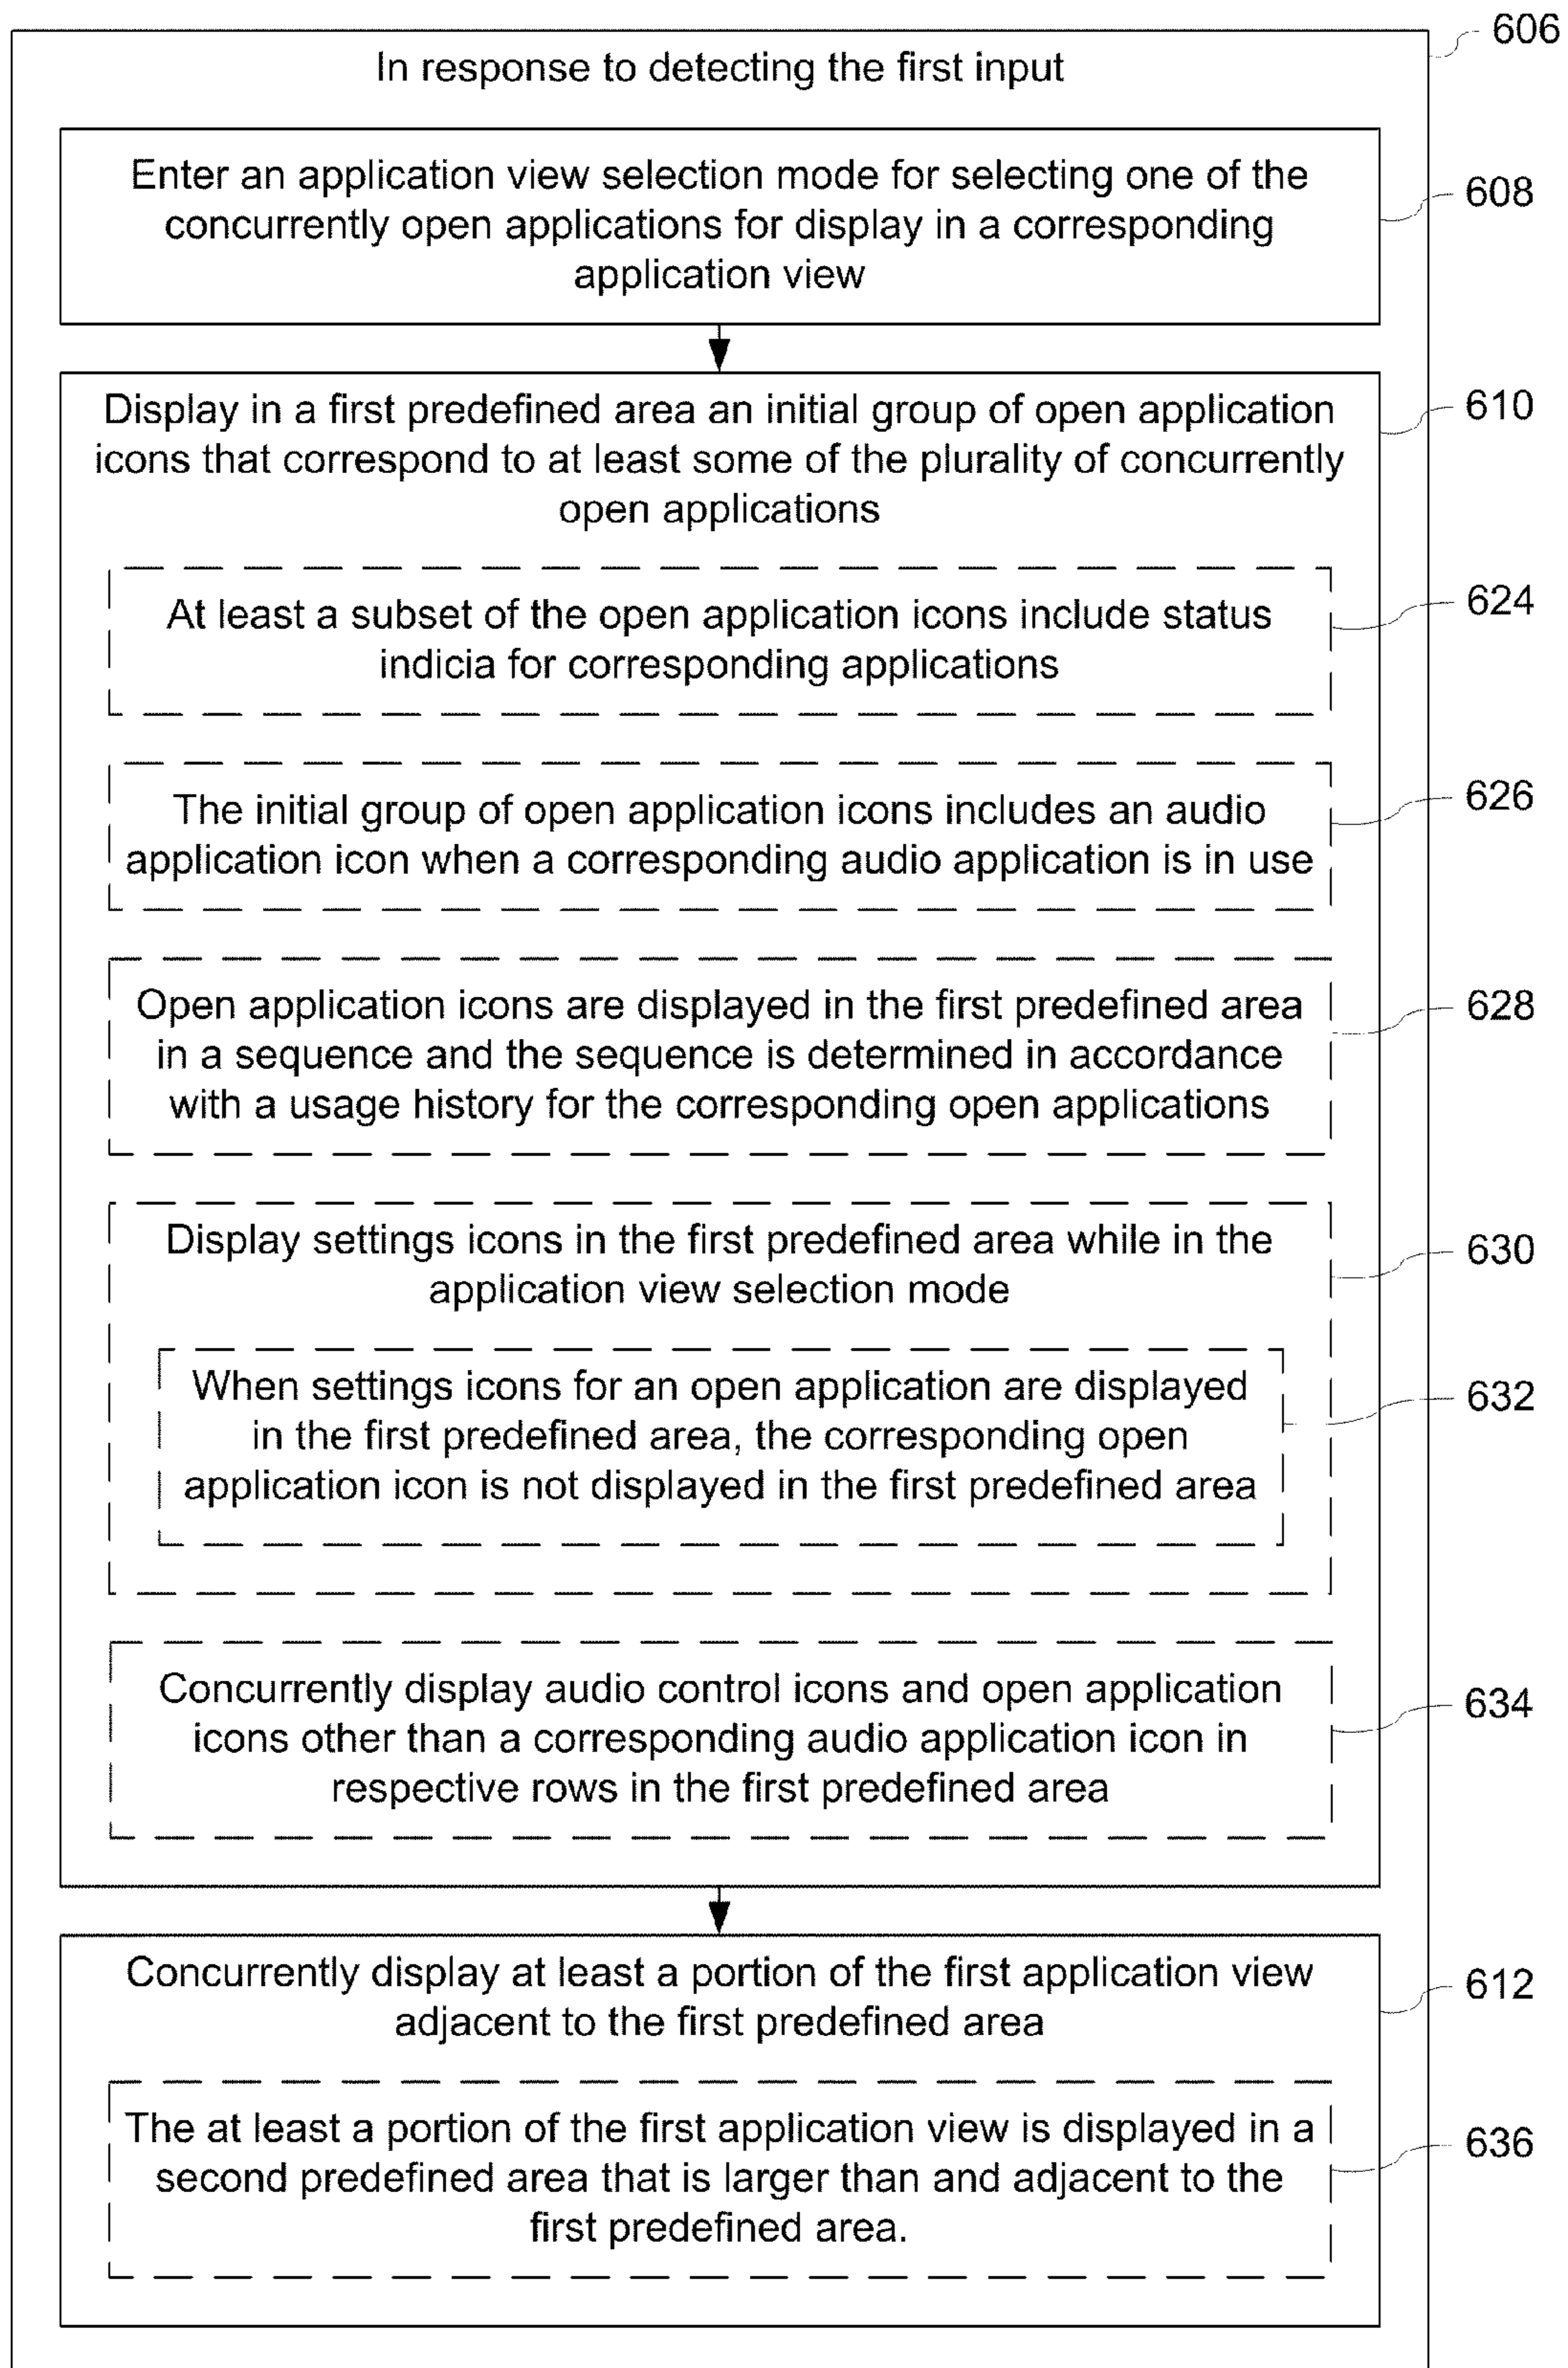 606
In response to detecting the first input
Enter an application view selection mode for selecting one of the
concurrently open applications for display in a corresponding
application view
608
Display in a first predefined area an initial group of open application
icons that correspond to at least some of the plurality of concurrently
open applications
610
At least a subset of the open application icons include status
indicia for corresponding applications
624
The initial group of open application icons includes an audio
application icon when a corresponding audio application is in use
626
Open application icons are displayed in the first predefined area
in a sequence and the sequence is determined in accordance
with a usage history for the corresponding open applications
628
Display settings icons in the first predefined area while in the
application view selection mode
630
When settings icons for an open application are displayed
in the first predefined area, the corresponding open
application icon is not displayed in the first predefined area
632
Concurrently display audio control icons and open application
icons other than a corresponding audio application icon in
respective rows in the first predefined area
634
Concurrently display at least a portion of the first application view
adjacent to the first predefined area
612
The at least a portion of the first application view is displayed in a
second predefined area that is larger than and adjacent to the
first predefined area.
636